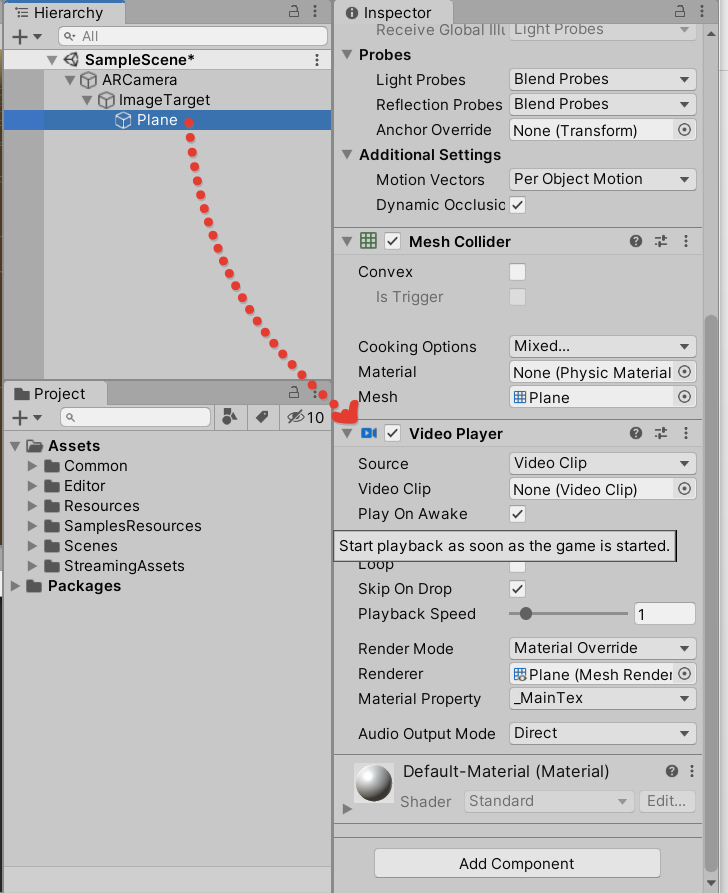 Hierarchy
All
SampleScene*
ARCamera
ImageTarget
Plane
Project
10
Assets
Common
Editor
Resources
SamplesResources
Scenes
StreamingAssets
Packages
Inspector
Receive Global Illu Light Probes
Probes
Light Probes Blend Probes
Reflection Probes Blend Probes
Anchor Override None (Transform)
Additional Settings
Motion Vectors Per Object Motion
Dynamic Occlusio
Mesh Collider
Convex
Is Trigger
Cooking Options Mixed...
Material None (Physic Material
Mesh Plane
Video Player
Source Video Clip
Video Clip None (Video Clip)
Play On Awake
Start playback as soon as the game is started.
Loop
Skip On Drop
Playback Speed 1
Render Mode Material Override
Renderer Plane (Mesh Render
Material Property _MainTex
Audio Output Mode Direct
Default-Material (Material)
Shader Standard Edit...
Add Component